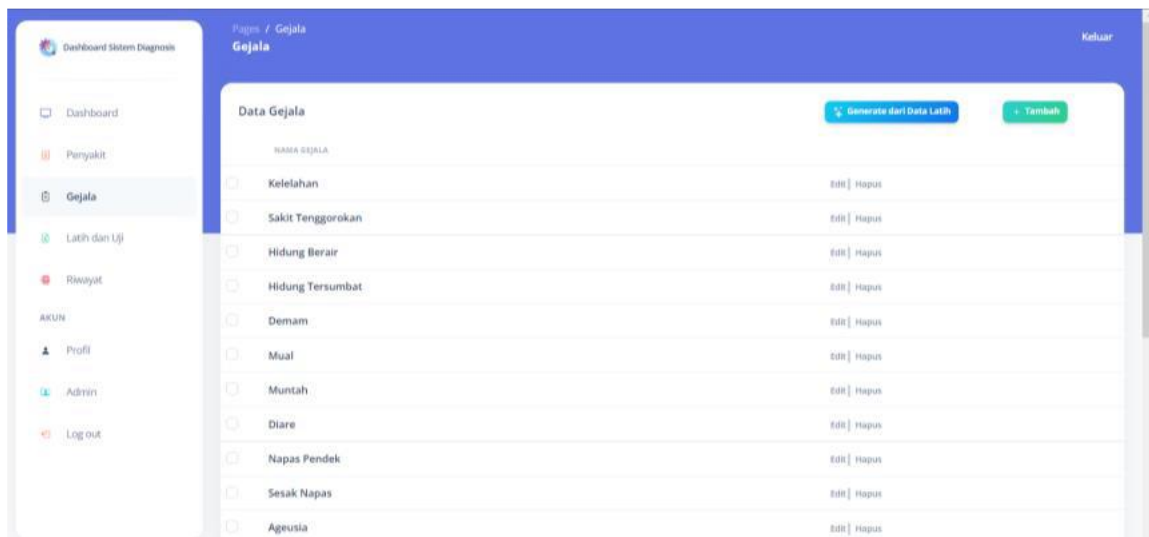 Dashboard Sistem Diagnosis
Dashboard
Penyakit
Gejala
Latih dan Uji
Riwayat
AKUN
Profil
Admin
Log out
Pages / Gejala
Gejala
Keluar
Data Gejala
Generate dari Data Latih
+ Tambah
NAMA GEJALA
Kelelahan
Edit | Hapus
Sakit Tenggorokan
Edit | Hapus
Hidung Berair
Edit | Hapus
Hidung Tersumbat
Edit | Hapus
Demam
Edit | Hapus
Mual
Edit | Hapus
Muntah
Edit | Hapus
Diare
Edit | Hapus
Napas Pendek
Edit | Hapus
Sesak Napas
Edit | Hapus
Ageusia
Edit | Hapus